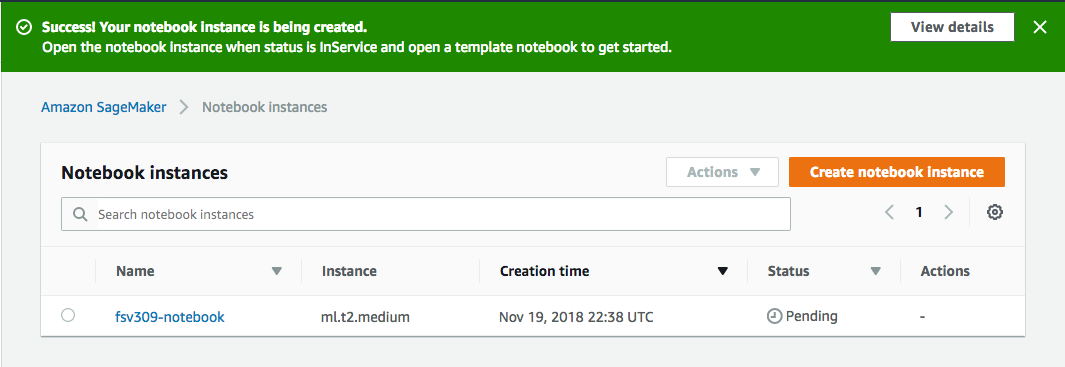 Success! Your notebook instance is being created.
Open the notebook instance when status is InService and open a template notebook to get started.
View details
Amazon SageMaker > Notebook instances
Notebook instances
Actions
Create notebook instance
Search notebook instances
1
Name Instance Creation time Status Actions
fsv309-notebook ml.t2.medium Nov 19, 2018 22:38 UTC Pending -